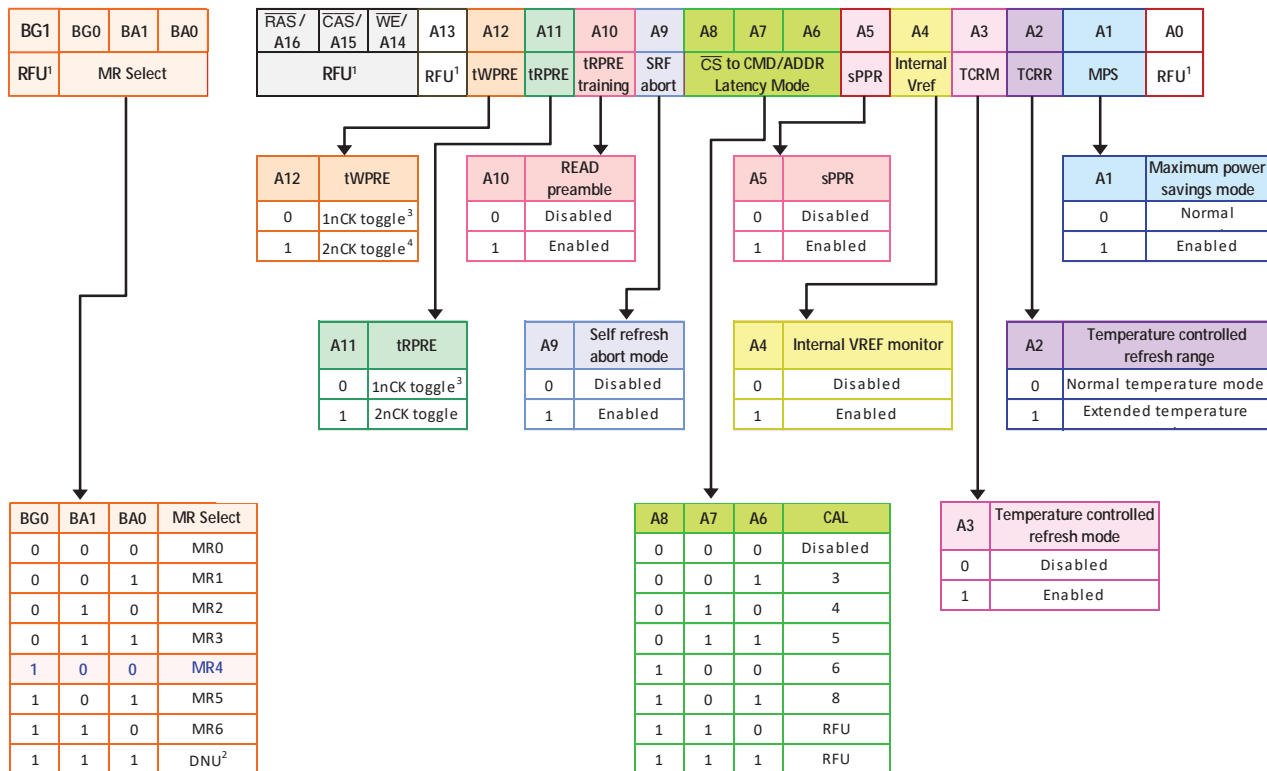 BG1 BG0 BA1 BA0
RFU¹ MR Select
RAS/ A16 CAS/ A15 WE/ A14 A13 A12 A11 A10 A9 A8 A7 A6 A5 A4 A3 A2 A1 A0
RFU¹ RFU¹ tWPRE tRPRE tRPRE training SRF abort CS to CMD/ADDR Latency Mode sPPR Internal Vref TCRM TCRR MPS RFU¹
A12 tWPRE
0 1nCK toggle³
1 2nCK toggle⁴
A10 READ preamble
0 Disabled
1 Enabled
A5 sPPR
0 Disabled
1 Enabled
A1 Maximum power savings mode
0 Normal
1 Enabled
A11 tRPRE
0 1nCK toggle³
1 2nCK toggle
A9 Self refresh abort mode
0 Disabled
1 Enabled
A4 Internal VREF monitor
0 Disabled
1 Enabled
A2 Temperature controlled refresh range
0 Normal temperature mode
1 Extended temperature
BG0 BA1 BA0 MR Select
0 0 0 MR0
0 0 1 MR1
0 1 0 MR2
0 1 1 MR3
1 0 0 MR4
1 0 1 MR5
1 1 0 MR6
1 1 1 DNU²
A8 A7 A6 CAL
0 0 0 Disabled
0 0 1 3
0 1 0 4
0 1 1 5
1 0 0 6
1 0 1 8
1 1 0 RFU
1 1 1 RFU
A3 Temperature controlled refresh mode
0 Disabled
1 Enabled